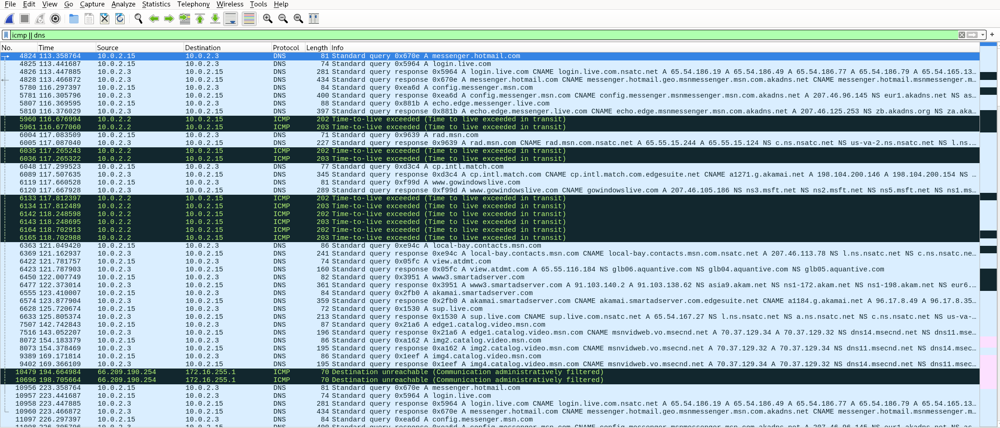 File Edit View Go Capture Analyze Statistics Telephony Wireless Tools Help
icmp || dns
No. Time Source Destination Protocol Length Info
4824 113.358764 10.0.2.15 10.0.2.3 DNS 81 Standard query 0x670e A messenger.hotmail.com
4825 113.441687 10.0.2.15 10.0.2.3 DNS 74 Standard query 0x5964 A login.live.com
4826 113.447885 10.0.2.3 10.0.2.15 DNS 281 Standard query response 0x5964 A login.live.com CNAME login.live.com.nsatc.net A 65.54.186.19 A 65.54.186.49 A 65.54.186.77 A 65.54.186.79 A 65.54.165.13…
4828 113.466872 10.0.2.3 10.0.2.15 DNS 434 Standard query response 0x670e A messenger.hotmail.com CNAME messenger.hotmail.geo.msnmessenger.msn.com.akadns.net CNAME messenger.hotmail.msnmessenger.m…
5780 116.297397 10.0.2.15 10.0.2.3 DNS 84 Standard query 0xea6d A config.messenger.msn.com
5781 116.305796 10.0.2.3 10.0.2.15 DNS 400 Standard query response 0xea6d A config.messenger.msn.com CNAME config.messenger.msnmessenger.msn.com.akadns.net A 207.46.96.145 NS eur1.akadns.net NS as…
5807 116.369595 10.0.2.15 10.0.2.3 DNS 88 Standard query 0x881b A echo.edge.messenger.live.com
5810 116.376029 10.0.2.3 10.0.2.15 DNS 397 Standard query response 0x881b A echo.edge.messenger.live.com CNAME echo.edge.msnmessenger.msn.com.akadns.net A 207.46.125.253 NS zb.akadns.org NS za.aka…
5960 116.676994 10.0.2.2 10.0.2.15 ICMP 202 Time-to-live exceeded (Time to live exceeded in transit)
5961 116.677060 10.0.2.2 10.0.2.15 ICMP 203 Time-to-live exceeded (Time to live exceeded in transit)
6004 117.083509 10.0.2.15 10.0.2.3 DNS 71 Standard query 0x9639 A rad.msn.com
6005 117.087040 10.0.2.3 10.0.2.15 DNS 227 Standard query response 0x9639 A rad.msn.com CNAME rad.msn.com.nsatc.net A 65.55.15.244 A 65.55.15.124 NS c.ns.nsatc.net NS us-va-2.ns.nsatc.net NS l.ns.…
6035 117.265243 10.0.2.2 10.0.2.15 ICMP 202 Time-to-live exceeded (Time to live exceeded in transit)
6036 117.265322 10.0.2.2 10.0.2.15 ICMP 203 Time-to-live exceeded (Time to live exceeded in transit)
6048 117.299523 10.0.2.15 10.0.2.3 DNS 77 Standard query 0xd3c4 A cp.intl.match.com
6089 117.507635 10.0.2.3 10.0.2.15 DNS 345 Standard query response 0xd3c4 A cp.intl.match.com CNAME cp.intl.match.com.edgesuite.net CNAME a1271.g.akamai.net A 198.104.200.146 A 198.104.200.154 NS …
6119 117.660528 10.0.2.15 10.0.2.3 DNS 81 Standard query 0xf99d A www.gowindowslive.com
6120 117.667928 10.0.2.3 10.0.2.15 DNS 289 Standard query response 0xf99d A www.gowindowslive.com CNAME gowindowslive.com A 207.46.105.186 NS ns3.msft.net NS ns2.msft.net NS ns5.msft.net NS ns1.ms…
6133 117.812397 10.0.2.2 10.0.2.15 ICMP 202 Time-to-live exceeded (Time to live exceeded in transit)
6134 117.812489 10.0.2.2 10.0.2.15 ICMP 203 Time-to-live exceeded (Time to live exceeded in transit)
6142 118.248598 10.0.2.2 10.0.2.15 ICMP 202 Time-to-live exceeded (Time to live exceeded in transit)
6143 118.248695 10.0.2.2 10.0.2.15 ICMP 203 Time-to-live exceeded (Time to live exceeded in transit)
6164 118.702913 10.0.2.2 10.0.2.15 ICMP 202 Time-to-live exceeded (Time to live exceeded in transit)
6165 118.702988 10.0.2.2 10.0.2.15 ICMP 203 Time-to-live exceeded (Time to live exceeded in transit)
6363 121.049420 10.0.2.15 10.0.2.3 DNS 86 Standard query 0xe94c A local-bay.contacts.msn.com
6369 121.162937 10.0.2.3 10.0.2.15 DNS 241 Standard query response 0xe94c A local-bay.contacts.msn.com CNAME local-bay.contacts.msn.com.nsatc.net A 207.46.113.78 NS l.ns.nsatc.net NS c.ns.nsatc.ne…
6422 121.781757 10.0.2.15 10.0.2.3 DNS 74 Standard query 0x05fc A view.atdmt.com
6423 121.787903 10.0.2.3 10.0.2.15 DNS 160 Standard query response 0x05fc A view.atdmt.com A 65.55.116.184 NS glb06.aquantive.com NS glb04.aquantive.com NS glb05.aquantive.com
6450 122.007749 10.0.2.15 10.0.2.3 DNS 82 Standard query 0x3951 A www3.smartadserver.com
6477 122.373014 10.0.2.3 10.0.2.15 DNS 361 Standard query response 0x3951 A www3.smartadserver.com A 91.103.140.2 A 91.103.138.62 NS asia9.akam.net NS ns1-172.akam.net NS ns1-198.akam.net NS eur6.…
6555 123.410007 10.0.2.15 10.0.2.3 DNS 84 Standard query 0x2fb0 A akamai.smartadserver.com
6574 123.877904 10.0.2.3 10.0.2.15 DNS 359 Standard query response 0x2fb0 A akamai.smartadserver.com CNAME akamai.smartadserver.com.edgesuite.net CNAME a1184.g.akamai.net A 96.17.8.49 A 96.17.8.35…
6628 125.720674 10.0.2.15 10.0.2.3 DNS 72 Standard query 0x1530 A sup.live.com
6633 125.805374 10.0.2.3 10.0.2.15 DNS 213 Standard query response 0x1530 A sup.live.com CNAME sup.live.com.nsatc.net A 65.54.167.27 NS l.ns.nsatc.net NS a.ns.nsatc.net NS c.ns.nsatc.net NS us-va-…
7507 142.742843 10.0.2.15 10.0.2.3 DNS 87 Standard query 0x21a6 A edge1.catalog.video.msn.com
7516 143.052207 10.0.2.3 10.0.2.15 DNS 196 Standard query response 0x21a6 A edge1.catalog.video.msn.com CNAME msnvidweb.vo.msecnd.net A 70.37.129.34 A 70.37.129.32 NS dns14.msecnd.net NS dns11.mse…
8072 154.183379 10.0.2.15 10.0.2.3 DNS 86 Standard query 0xa162 A img2.catalog.video.msn.com
8073 154.378469 10.0.2.3 10.0.2.15 DNS 195 Standard query response 0xa162 A img2.catalog.video.msn.com CNAME msnvidweb.vo.msecnd.net A 70.37.129.32 A 70.37.129.34 NS dns11.msecnd.net NS dns14.msec…
9389 169.171814 10.0.2.15 10.0.2.3 DNS 86 Standard query 0x1eef A img4.catalog.video.msn.com
9402 169.366109 10.0.2.3 10.0.2.15 DNS 195 Standard query response 0x1eef A img4.catalog.video.msn.com CNAME msnvidweb.vo.msecnd.net A 70.37.129.34 A 70.37.129.32 NS dns14.msecnd.net NS dns11.msec…
10479 194.664984 66.209.190.254 172.16.255.1 ICMP 70 Destination unreachable (Communication administratively filtered)
10696 198.705664 66.209.190.254 172.16.255.1 ICMP 70 Destination unreachable (Communication administratively filtered)
10956 223.358764 10.0.2.15 10.0.2.3 DNS 81 Standard query 0x670e A messenger.hotmail.com
10957 223.441687 10.0.2.15 10.0.2.3 DNS 74 Standard query 0x5964 A login.live.com
10958 223.447885 10.0.2.3 10.0.2.15 DNS 281 Standard query response 0x5964 A login.live.com CNAME login.live.com.nsatc.net A 65.54.186.19 A 65.54.186.49 A 65.54.186.77 A 65.54.186.79 A 65.54.165.13…
10960 223.466872 10.0.2.3 10.0.2.15 DNS 434 Standard query response 0x670e A messenger.hotmail.com CNAME messenger.hotmail.geo.msnmessenger.msn.com.akadns.net CNAME messenger.hotmail.msnmessenger.m…
11097 226.297397 10.0.2.15 10.0.2.3 DNS 84 Standard query 0xea6d A config.messenger.msn.com